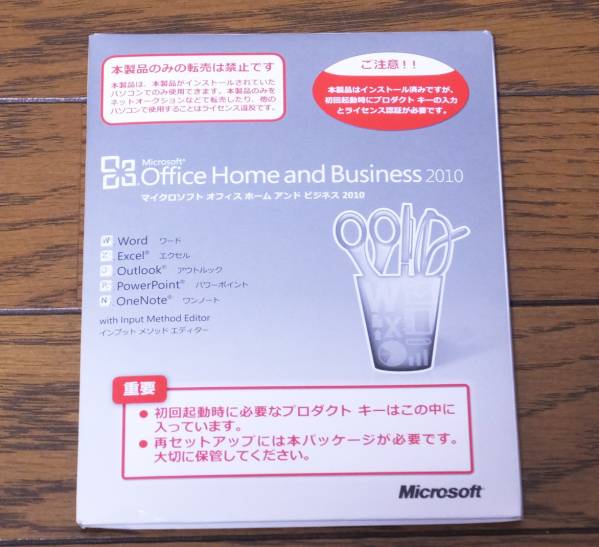 本製品のみの転売は禁止です
本製品は、本製品がインストールされていた
パソコンでのみ使用できます。本製品のみを
ネットオークションなどで転売したり、他の
パソコンで使用することはライセンス違反です。
ご注意!!
本製品はインストール済みですが、
初回起動時にプロダクト キーの入力
とライセンス認証が必要です。
Microsoft®
Office Home and Business 2010
マイクロソフト オフィス ホーム アンド ビジネス 2010
W Word ワード
Excel® エクセル
O Outlook® アウトルック
P PowerPoint® パワーポイント
N OneNote® ワンノート
with Input Method Editor
インプット メソッド エディター
重要
● 初回起動時に必要なプロダクト キーはこの中に
入っています。
● 再セットアップには本パッケージが必要です。
大切に保管してください。
Microsoft